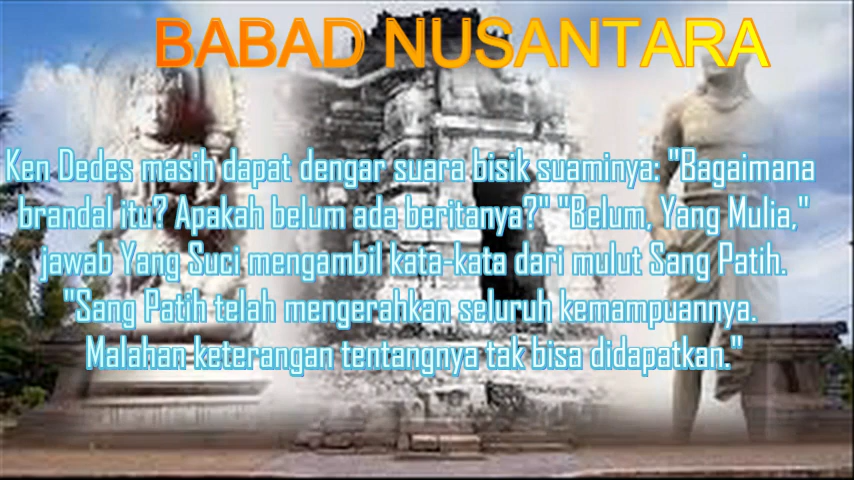 BABAD NUSANTARA
Ken Dedes masih dapat dengar suara bisik suaminya: "Bagaimana
brandal itu? Apakah belum ada beritanya?" "Belum, Yang Mulia,"
jawab Yang Suci mengambil kata-kata dari mulut Sang Patih.
"Sang Patih telah mengerahkan seluruh kemampuannya.
Malahan keterangan tentangnya tak bisa didapatkan."